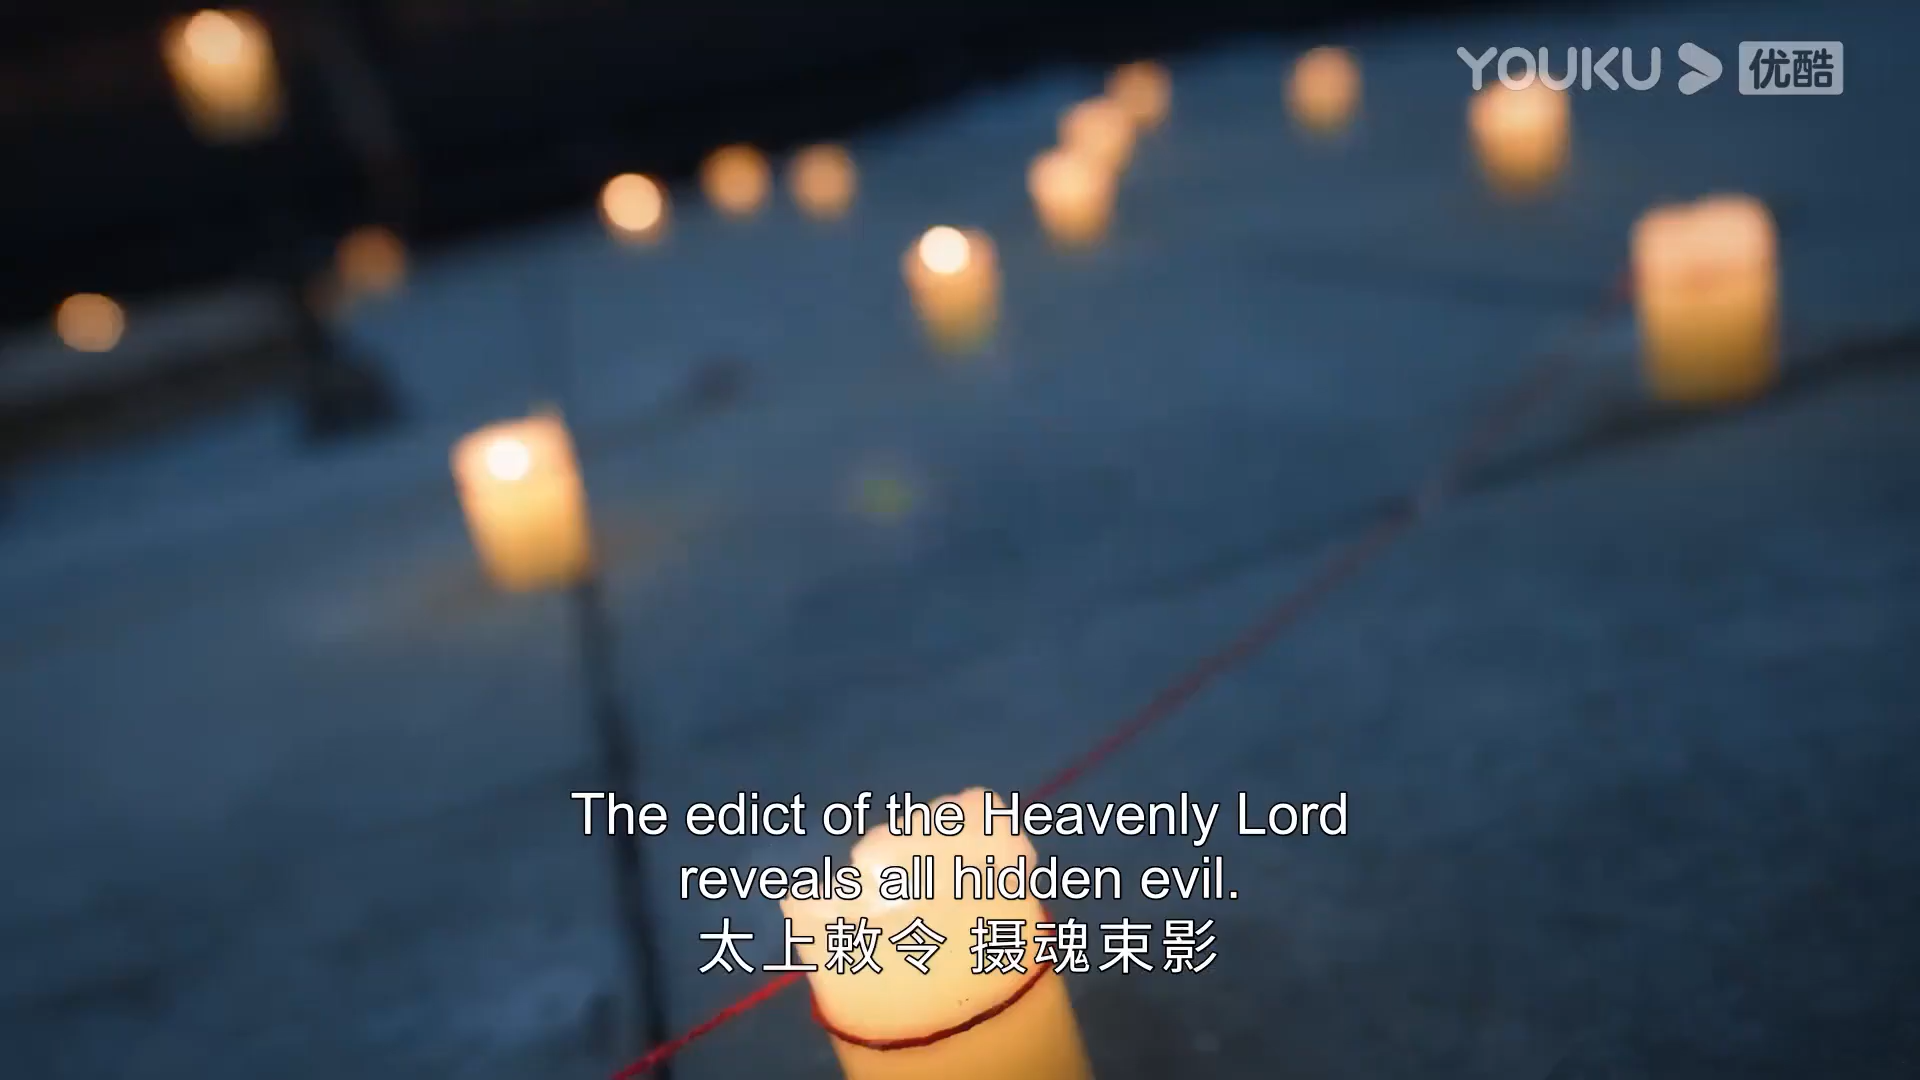 YOUKU 优酷
The edict of the Heavenly Lord
reveals all hidden evil.
太上敕令 摄魂束影